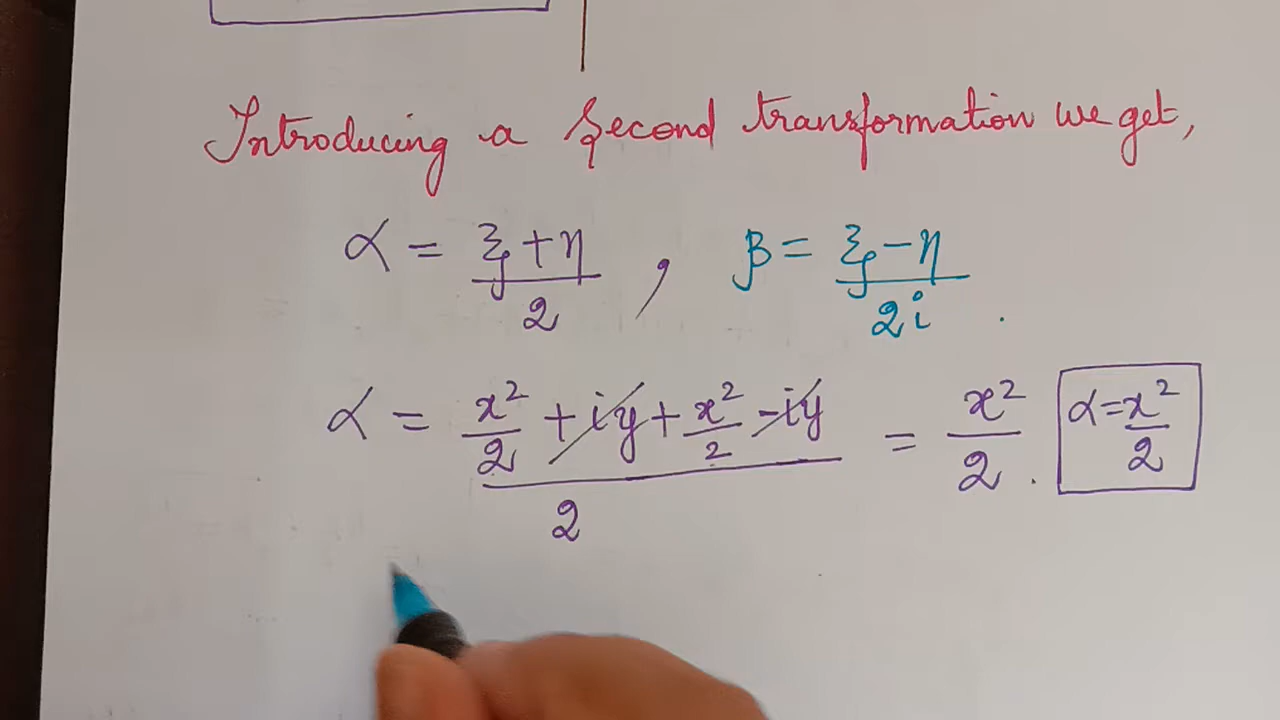 Introducing a second transformation we get,
α = (ξ+η)/2 , β = (ξ-η)/2i .
α = (x²/2 + iy + x²/2 - iy)/2 = x²/2 . α = x²/2